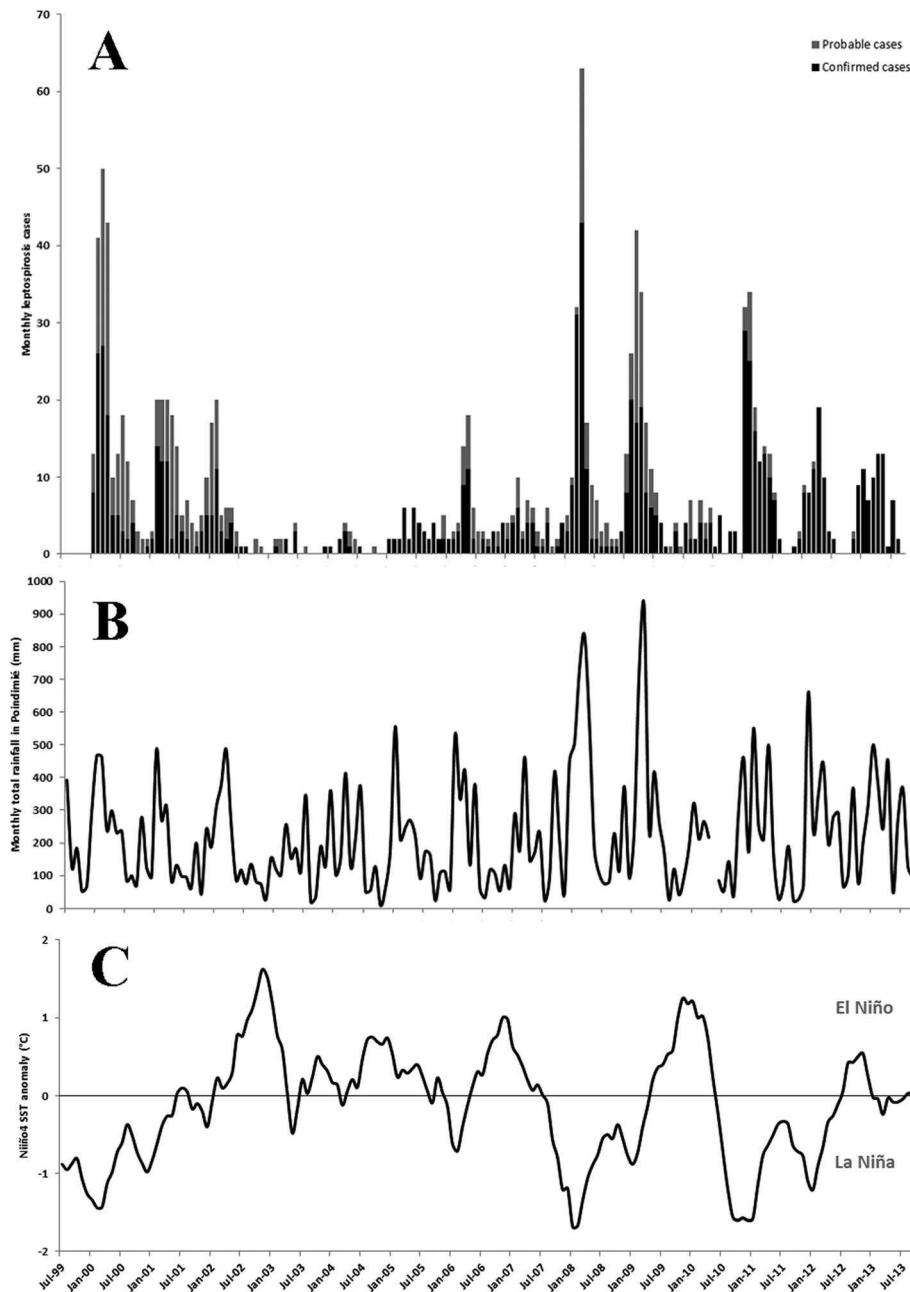 A
Probable cases
Confirmed cases
Monthly leptospirosis cases
70
60
50
40
30
20
10
0
B
Monthly total rainfall in Poindimié (mm)
1000
900
800
700
600
500
400
300
200
100
0
C
Niiño4 SST anomaly (°C)
2
1
0
-1
-2
El Niño
La Niña
Jul-99
Jan-00
Jul-00
Jan-01
Jul-01
Jan-02
Jul-02
Jan-03
Jul-03
Jan-04
Jul-04
Jan-05
Jul-05
Jan-06
Jul-06
Jan-07
Jul-07
Jan-08
Jul-08
Jan-09
Jul-09
Jan-10
Jul-10
Jan-11
Jul-11
Jan-12
Jul-12
Jan-13
Jul-13